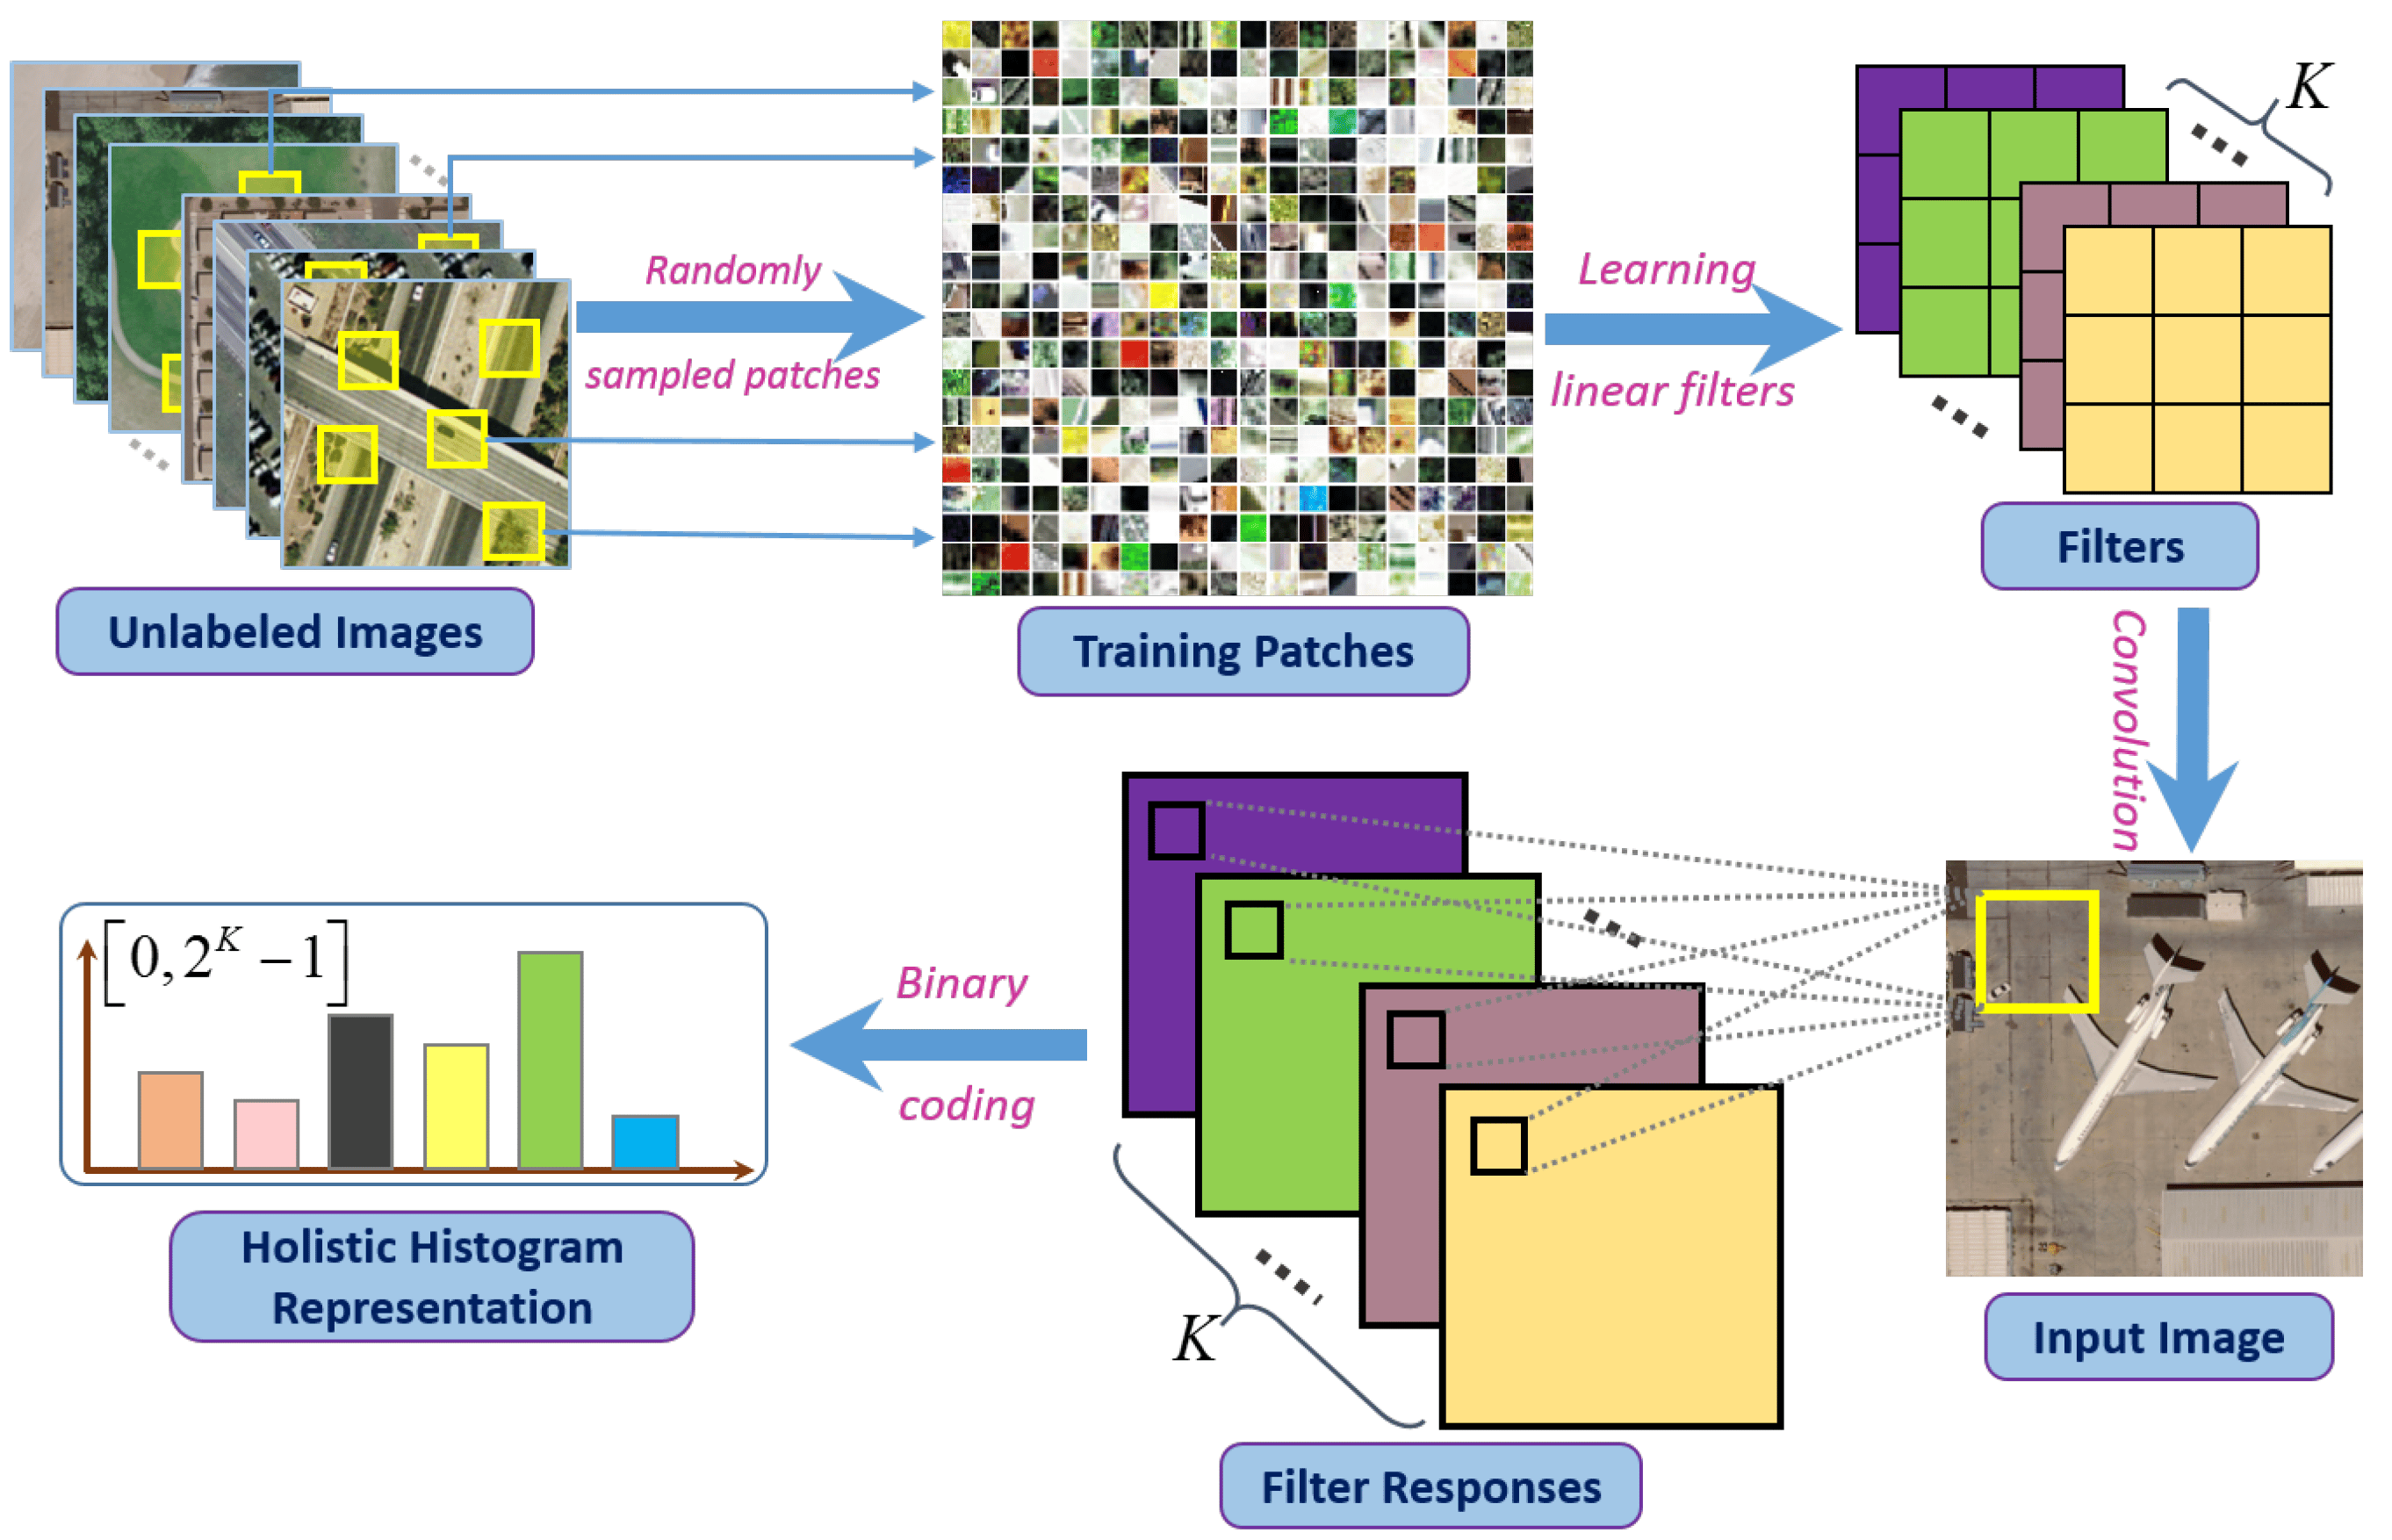 Randomly
sampled patches
Learning
linear filters
K
Unlabeled Images
Training Patches
Filters
Convolution
[0, 2^K − 1]
Binary
coding
K
Holistic Histogram
Representation
Filter Responses
Input Image